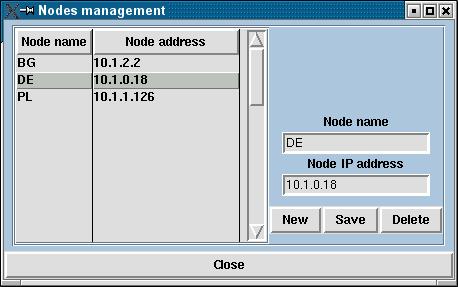 Nodes management
Node name Node address
BG 10.1.2.2
DE 10.1.0.18
PL 10.1.1.126
Node name
DE
Node IP address
10.1.0.18
New Save Delete
Close